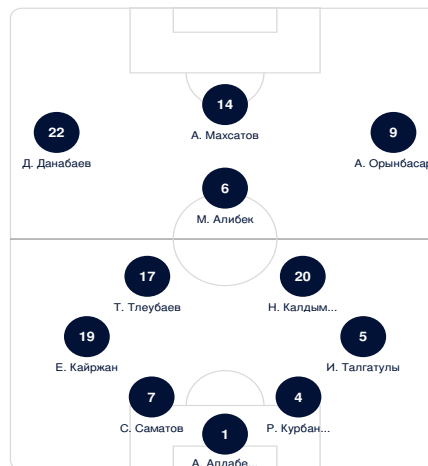 14
А. Махсатов
22
Д. Данабаев
9
А. Орынбасар
6
М. Алибек
17
Т. Тлеубаев
20
Н. Калдым...
19
Е. Кайржан
5
И. Талгатулы
7
С. Саматов
4
Р. Курбан...
1
А. Алдабе...